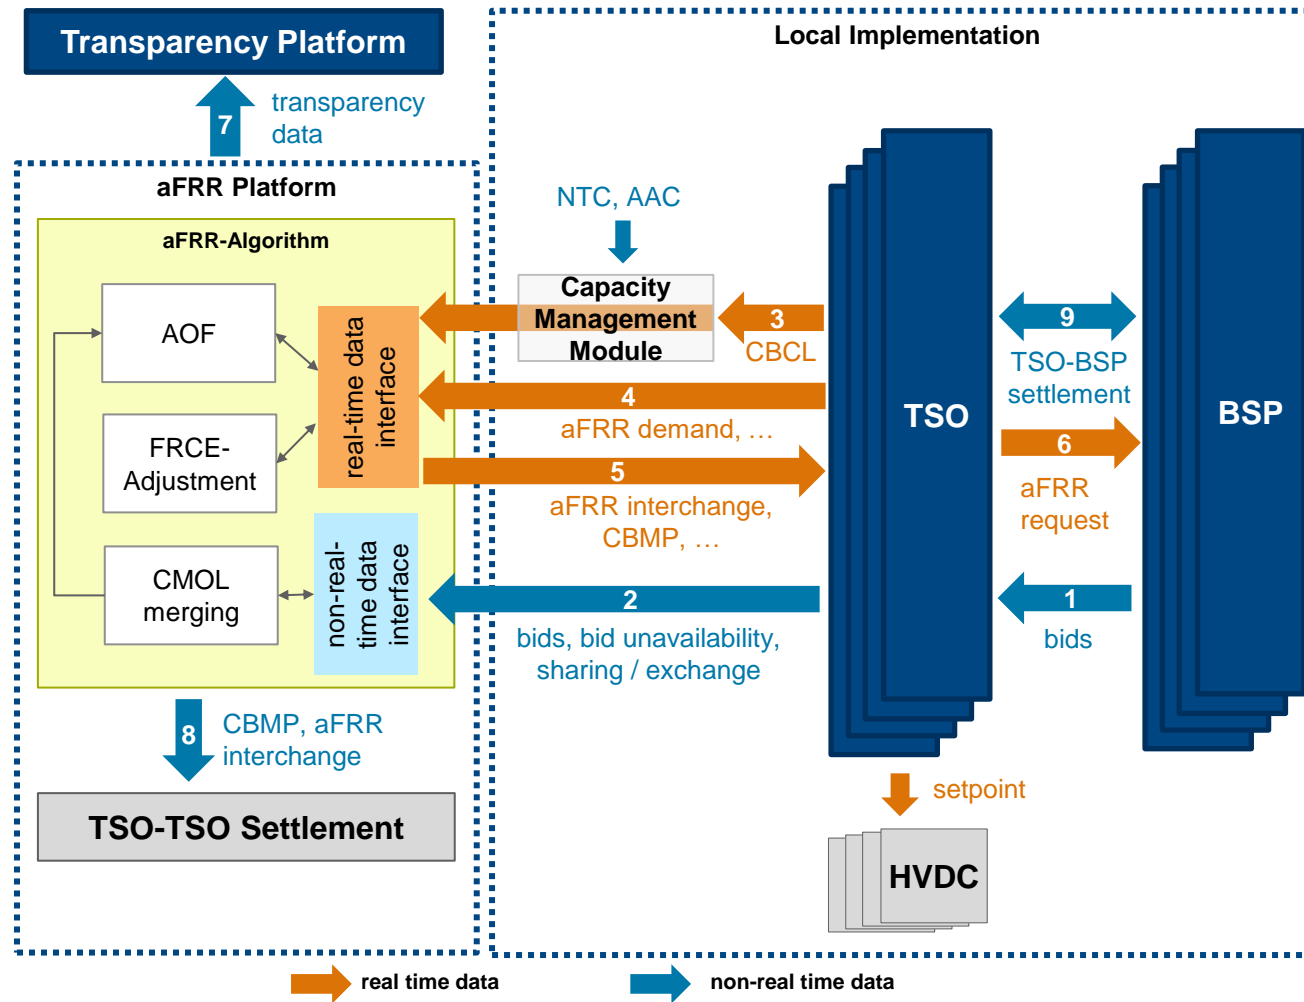 Transparency Platform
7
transparency
data
aFRR Platform
aFRR-Algorithm
AOF
FRCE-
Adjustment
CMOL
merging
real-time data
interface
non-real-
time data
interface
8
CBMP, aFRR
interchange
TSO-TSO Settlement
Local Implementation
NTC, AAC
Capacity
Management
Module
3
CBCL
4
aFRR demand, …
5
aFRR interchange,
CBMP, …
2
bids, bid unavailability,
sharing / exchange
TSO
9
TSO-BSP
settlement
6
aFRR
request
1
bids
BSP
setpoint
HVDC
real time data
non-real time data